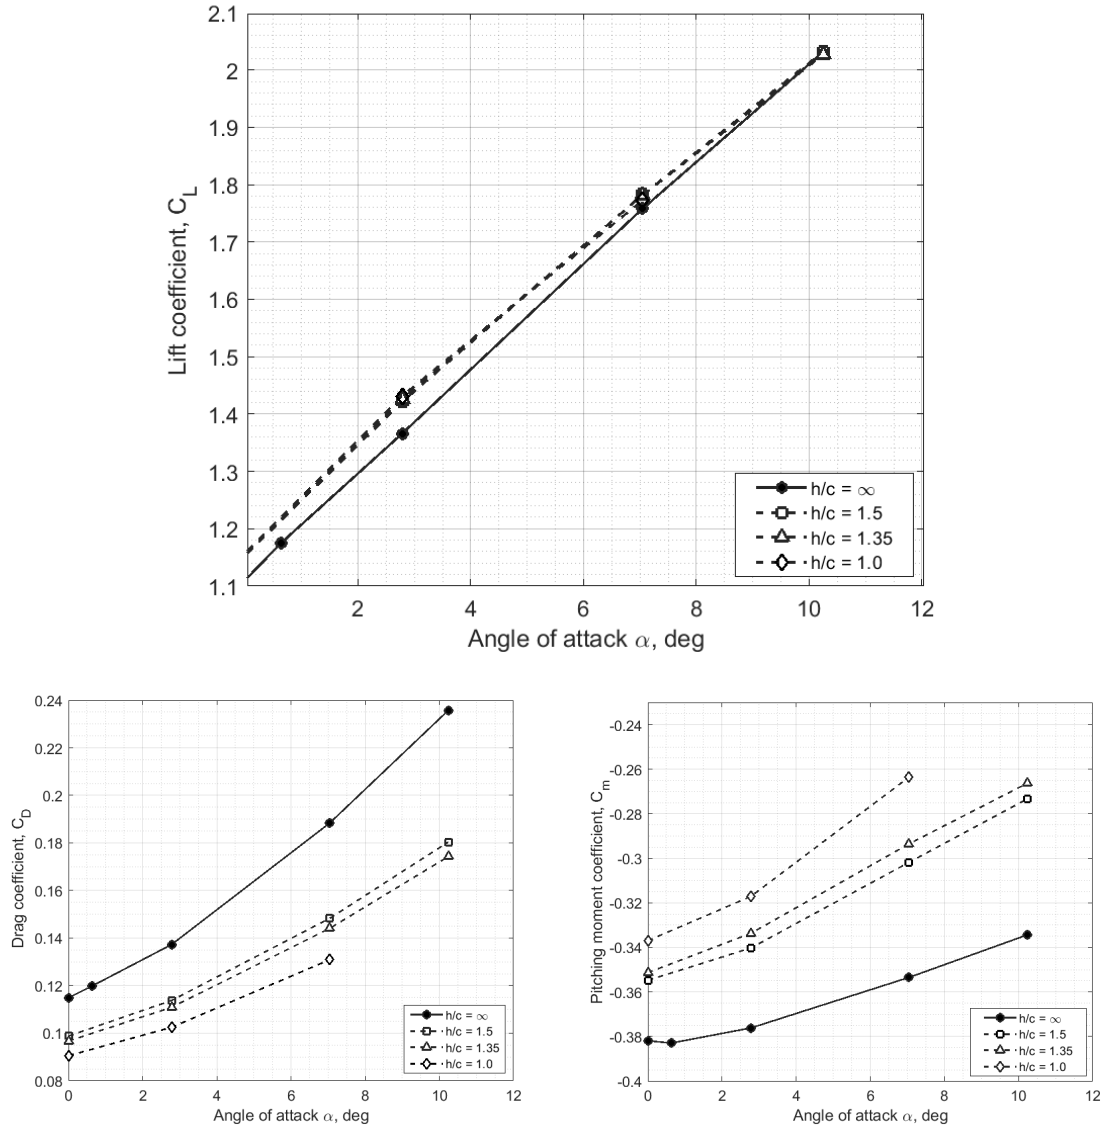 2.1
2
1.9
1.8
1.7
1.6
1.5
1.4
1.3
1.2
1.1
Lift coefficient, C_L
h/c = ∞
h/c = 1.5
h/c = 1.35
h/c = 1.0
2 4 6 8 10 12
Angle of attack α, deg
0.24
0.22
0.2
0.18
0.16
0.14
0.12
0.1
0.08
Drag coefficient, C_D
h/c = ∞
h/c = 1.5
h/c = 1.35
h/c = 1.0
0 2 4 6 8 10 12
Angle of attack α, deg
-0.24
-0.26
-0.28
-0.3
-0.32
-0.34
-0.36
-0.38
-0.4
Pitching moment coefficient, C_m
h/c = ∞
h/c = 1.5
h/c = 1.35
h/c = 1.0
0 2 4 6 8 10 12
Angle of attack α, deg